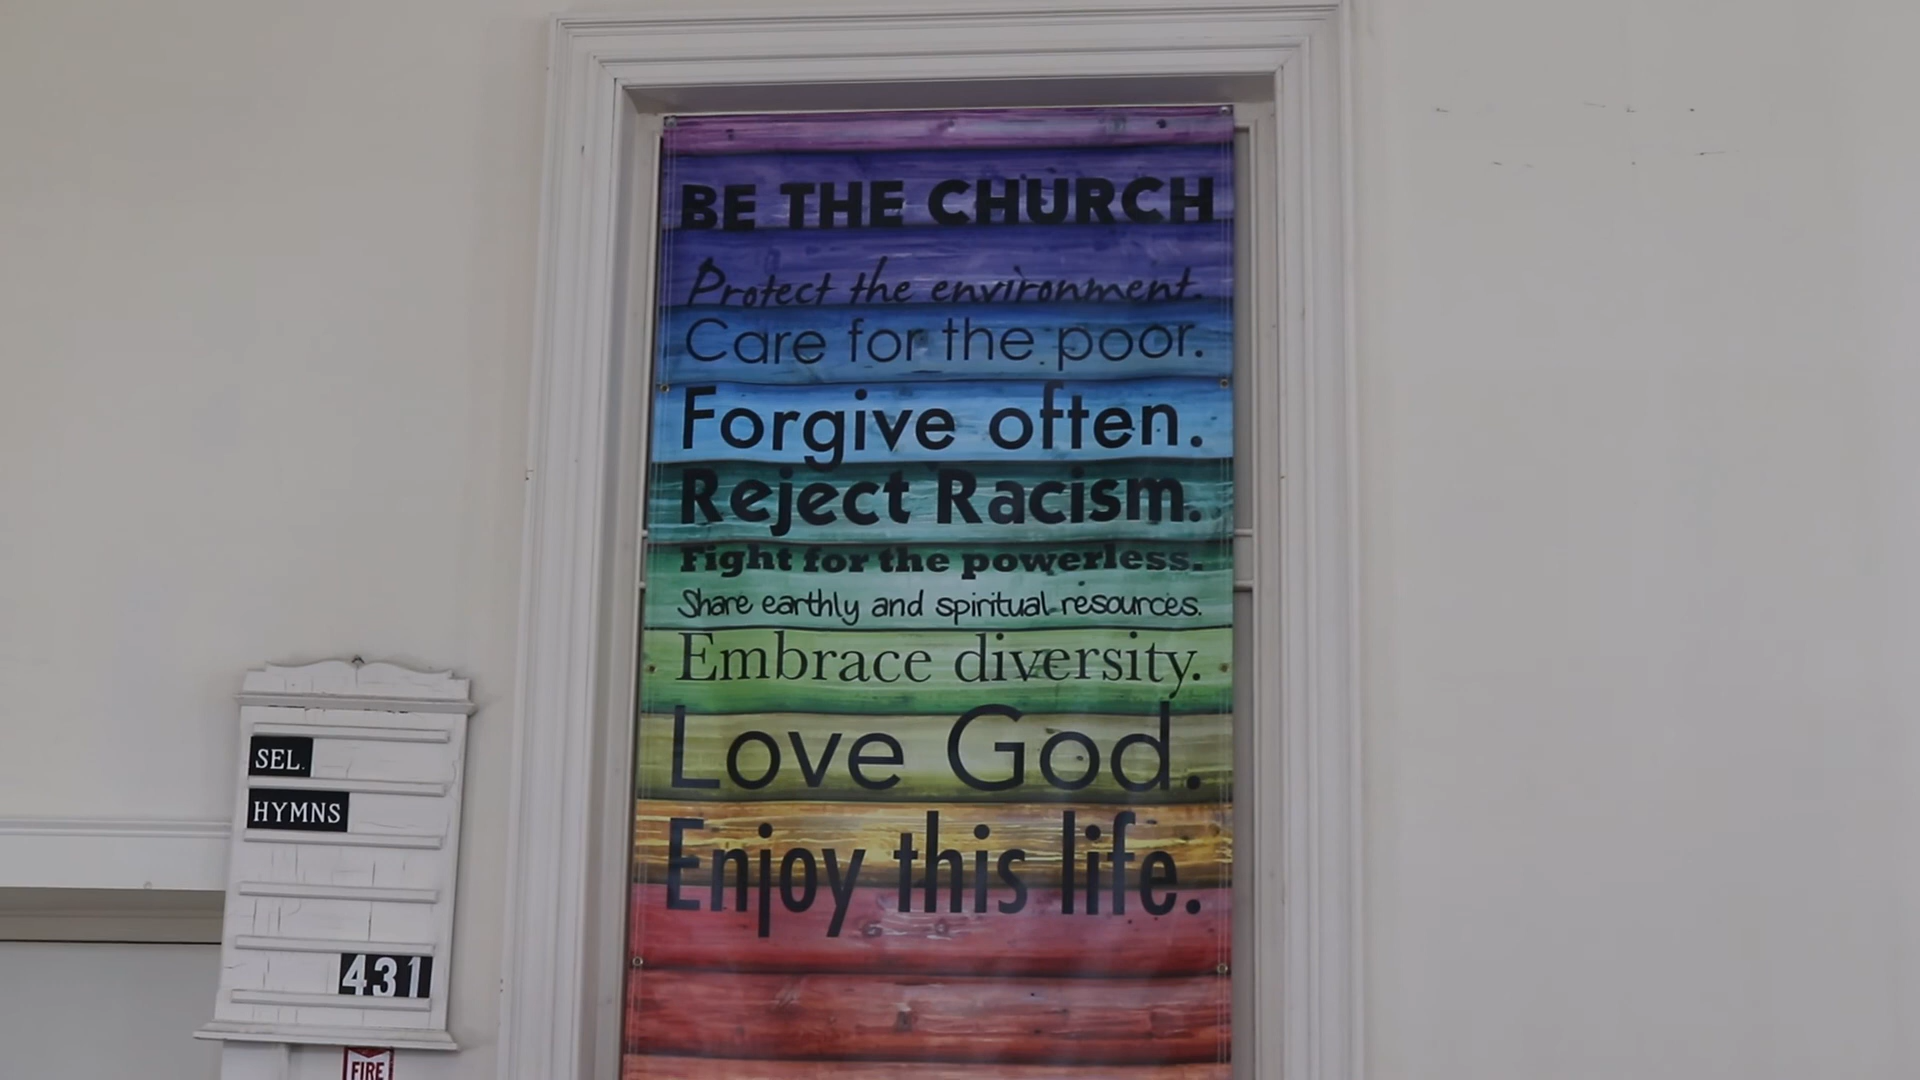 BE THE CHURCH
Protect the environment.
Care for the poor.
Forgive often.
Reject Racism.
Fight for the powerless.
Share earthly and spiritual resources.
Embrace diversity.
Love God.
Enjoy this life.
SEL.
HYMNS
431
FIRE